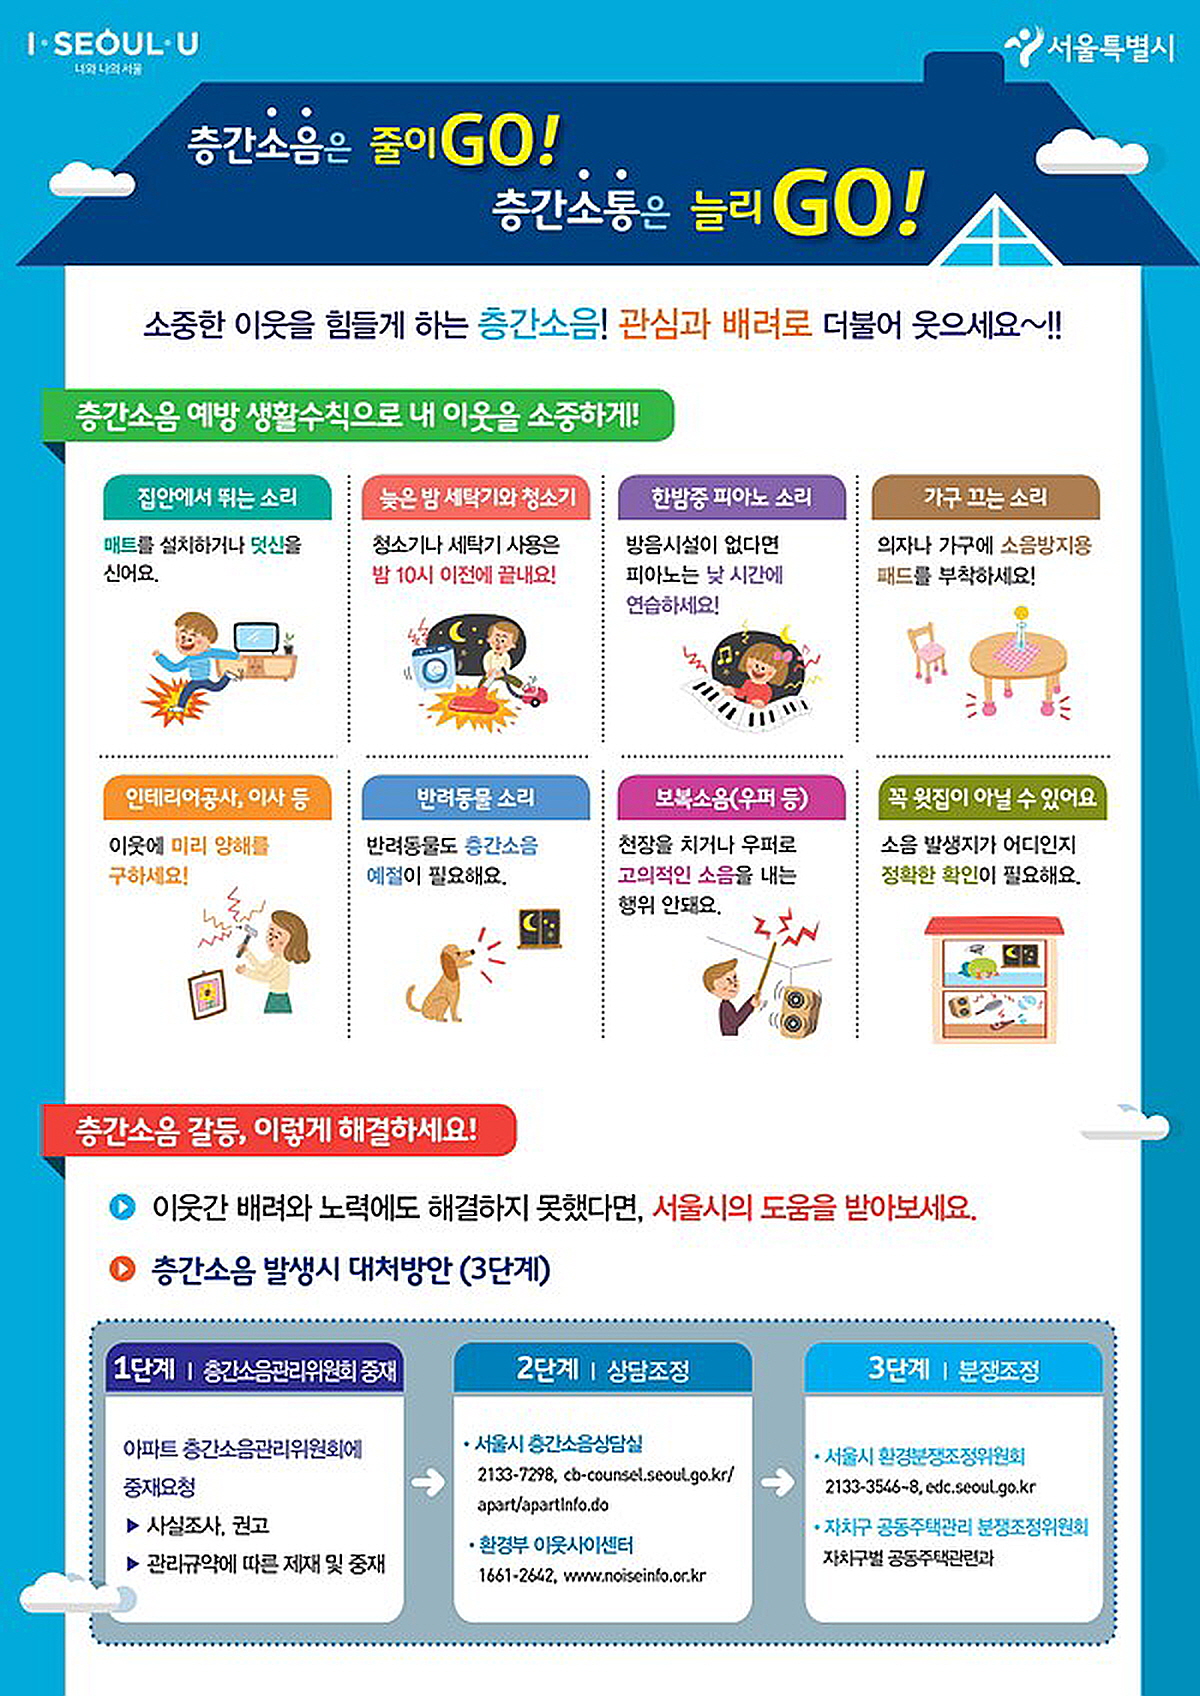 I·SEOUL·U
너와 나의 서울
서울특별시
층간소음은 줄이GO!
층간소통은 늘리GO!
소중한 이웃을 힘들게 하는 층간소음! 관심과 배려로 더불어 웃으세요~!!
층간소음 예방 생활수칙으로 내 이웃을 소중하게!
집안에서 뛰는 소리
매트를 설치하거나 덧신을
신어요.
늦은 밤 세탁기와 청소기
청소기나 세탁기 사용은
밤 10시 이전에 끝내요!
한밤중 피아노 소리
방음시설이 없다면
피아노는 낮 시간에
연습하세요!
가구 끄는 소리
의자나 가구에 소음방지용
패드를 부착하세요!
인테리어공사, 이사 등
이웃에 미리 양해를
구하세요!
반려동물 소리
반려동물도 층간소음
예절이 필요해요.
보복소음(우퍼 등)
천장을 치거나 우퍼로
고의적인 소음을 내는
행위 안돼요.
꼭 윗집이 아닐 수 있어요
소음 발생지가 어디인지
정확한 확인이 필요해요.
층간소음 갈등, 이렇게 해결하세요!
이웃간 배려와 노력에도 해결하지 못했다면, 서울시의 도움을 받아보세요.
층간소음 발생시 대처방안 (3단계)
1단계 | 층간소음관리위원회 중재
아파트 층간소음관리위원회에
중재요청
▶ 사실조사, 권고
▶ 관리규약에 따른 제재 및 중재
2단계 | 상담조정
• 서울시 층간소음상담실
2133-7298, cb-counsel.seoul.go.kr/
apart/apartInfo.do
• 환경부 이웃사이센터
1661-2642, www.noiseinfo.or.kr
3단계 | 분쟁조정
• 서울시 환경분쟁조정위원회
2133-3546~8, edc.seoul.go.kr
• 자치구 공동주택관리 분쟁조정위원회
자치구별 공동주택관련과